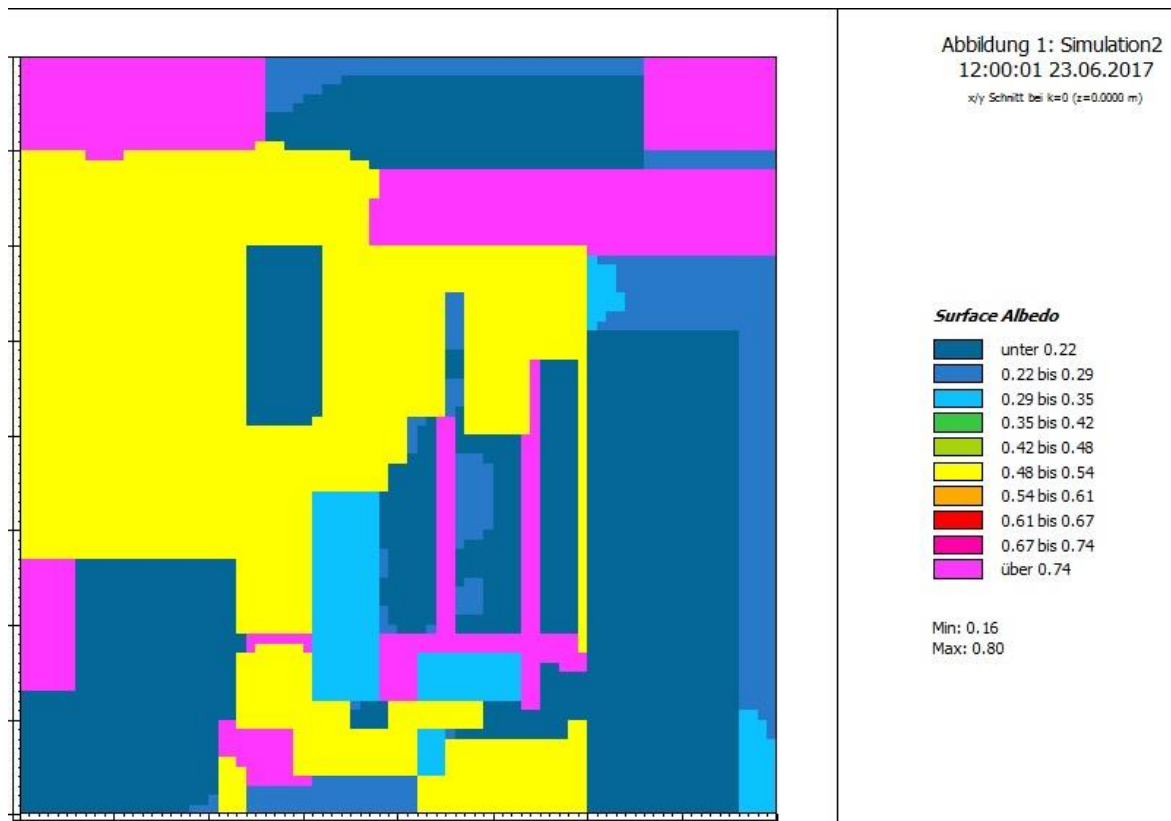 Abbildung 1: Simulation2
12:00:01 23.06.2017
x/y Schnitt bei k=0 (z=0.0000 m)
Surface Albedo
unter 0.22
0.22 bis 0.29
0.29 bis 0.35
0.35 bis 0.42
0.42 bis 0.48
0.48 bis 0.54
0.54 bis 0.61
0.61 bis 0.67
0.67 bis 0.74
über 0.74
Min: 0.16
Max: 0.80